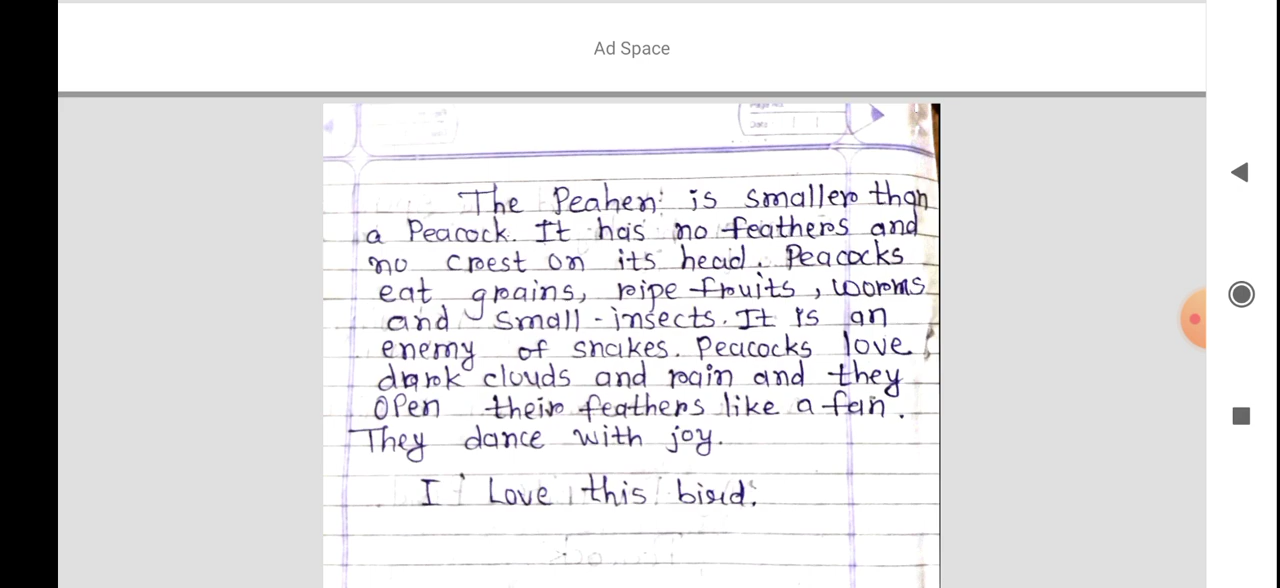 Ad Space
The Peahen is smaller than
a Peacock. It has no feathers and
no crest on its head. Peacocks
eat grains, ripe fruits, worms
and small - insects. It is an
enemy of snakes. Peacocks love
dark clouds and rain and they
open their feathers like a fan.
They dance with joy.
I Love this bird.